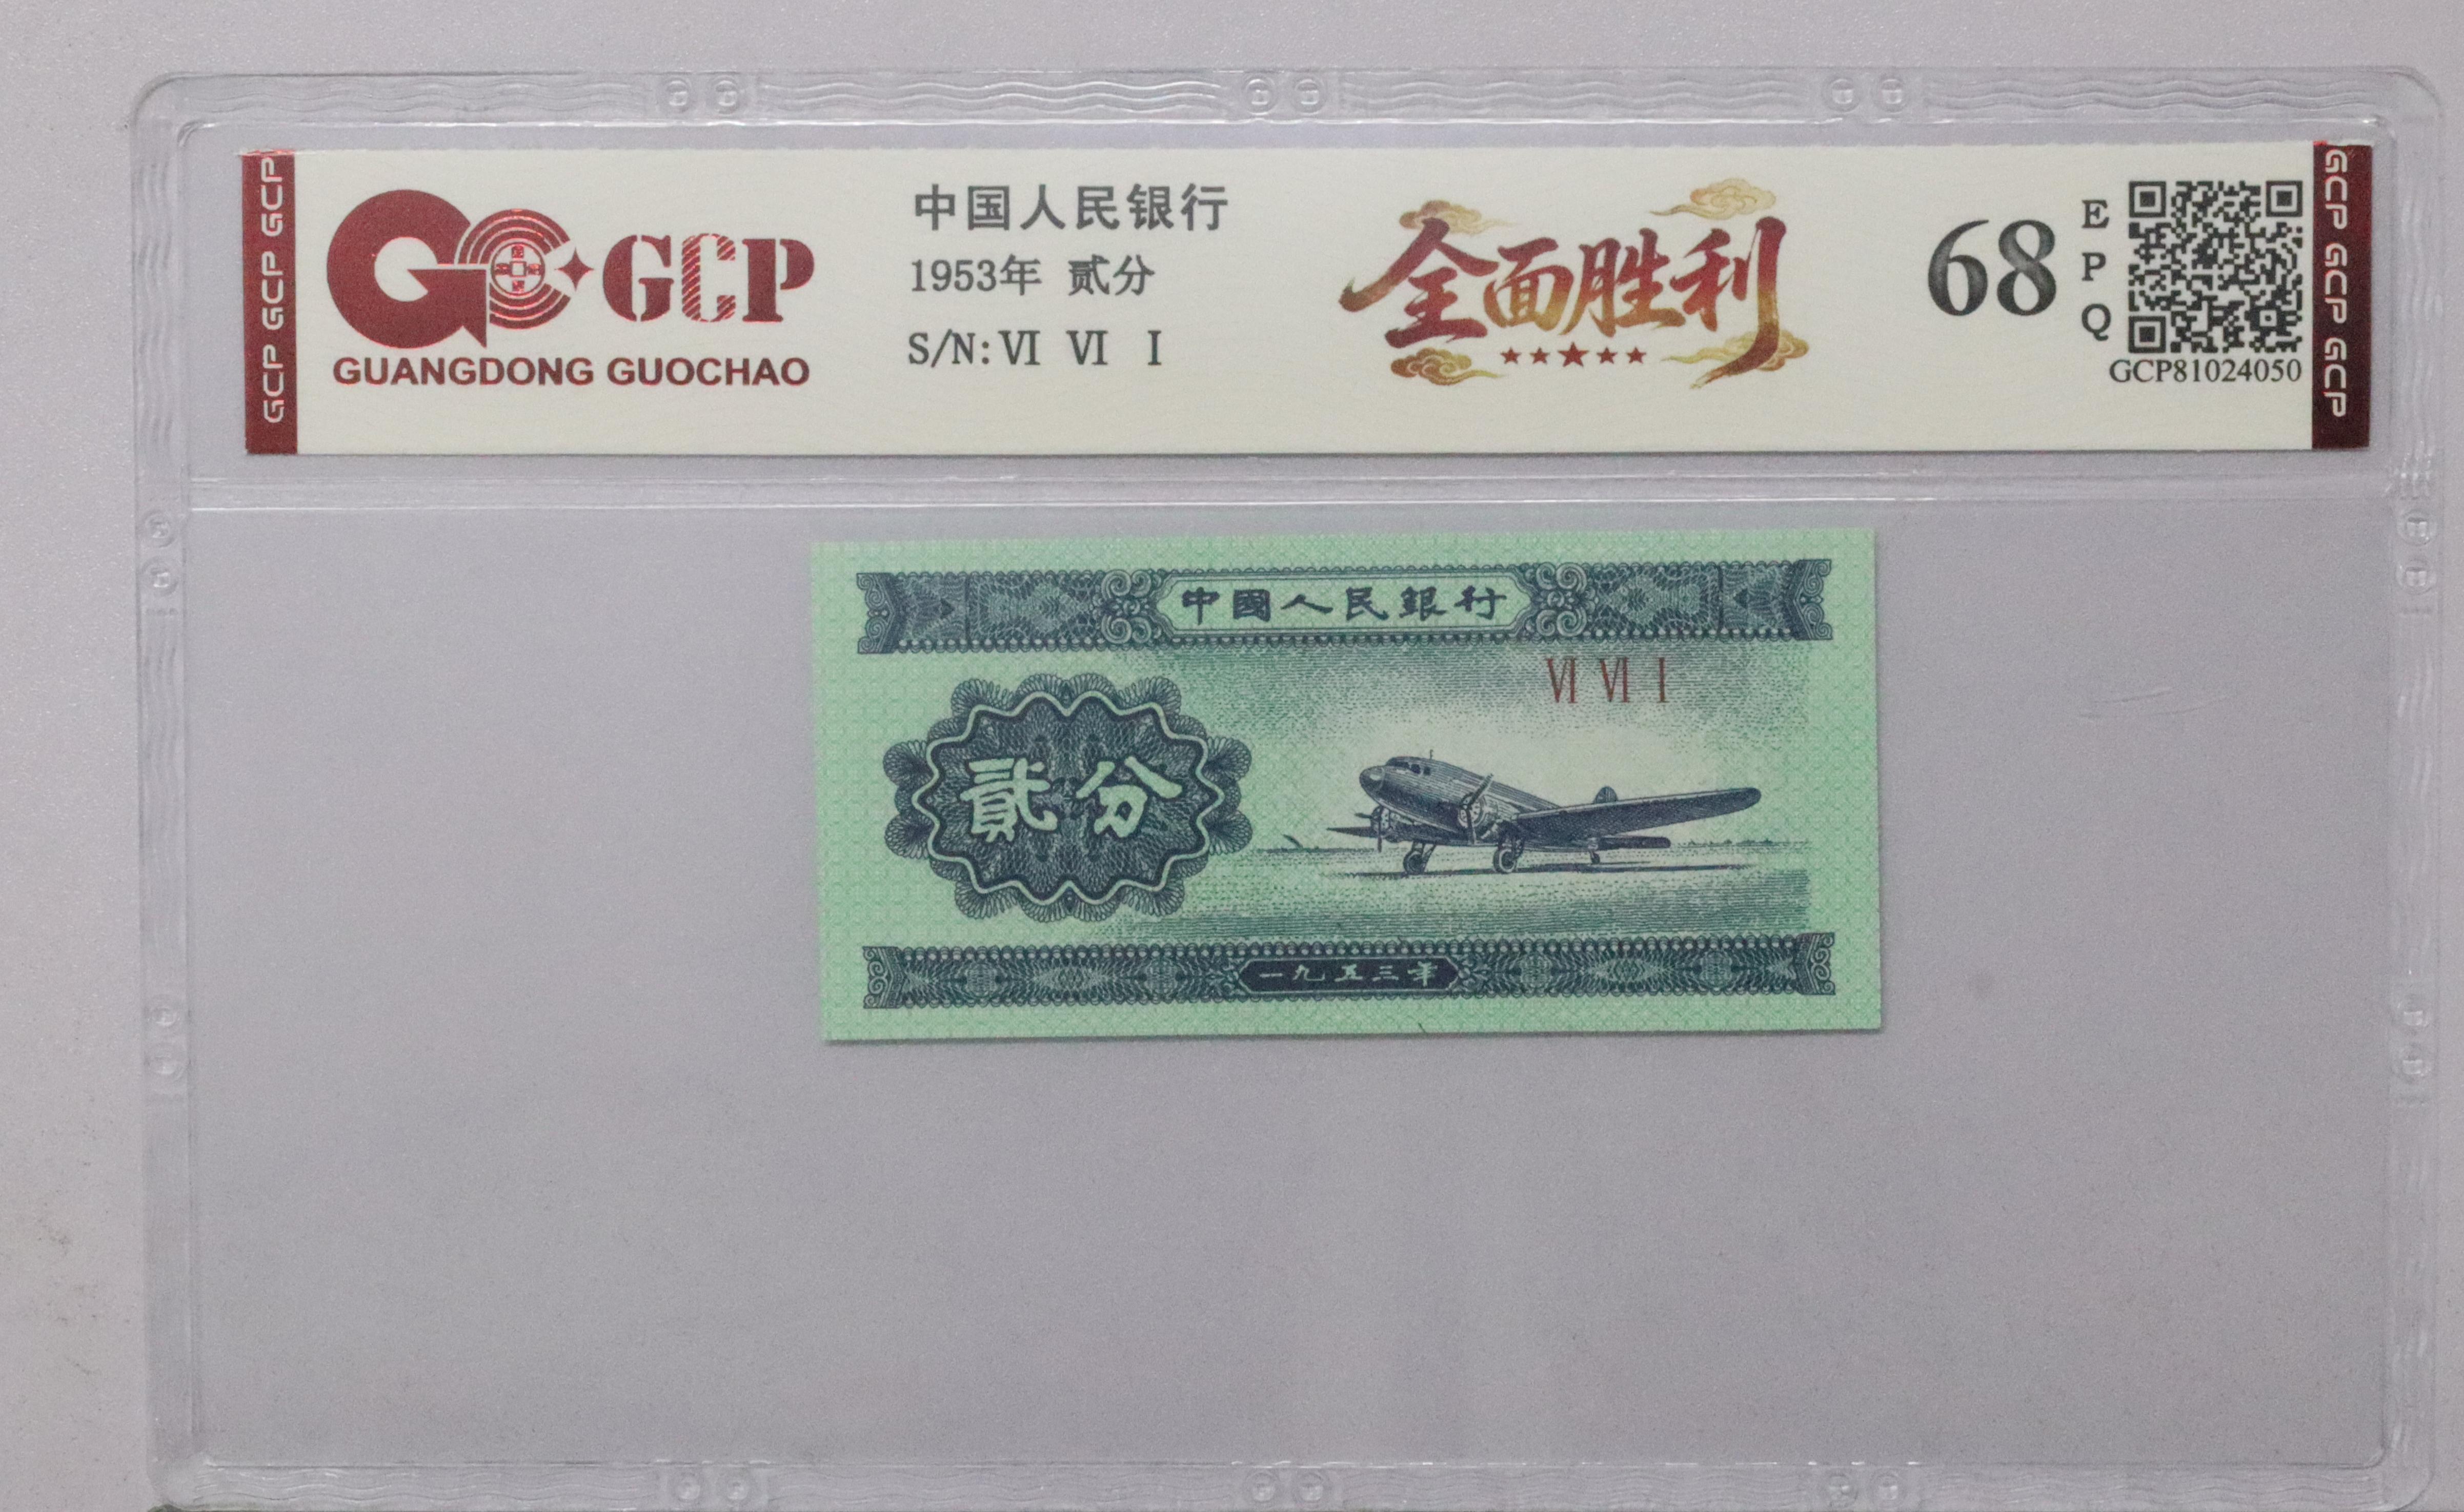 GCP GCP GCP
GCP
GUANGDONG GUOCHAO
中国人民银行
1953年 贰分
S/N: VI VI I
全面胜利
68
E
P
Q
GCP81024050
GCP GCP GCP
中國人民銀行
VI VI I
貳分
一九五三年